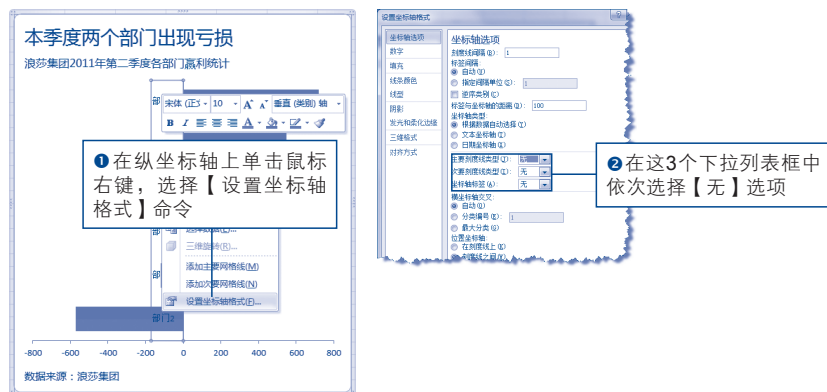 本季度两个部门出现亏损
浪莎集团2011年第二季度各部门赢利统计
部
宋体 (正 10 A A 垂直 (类别) 轴
B I A
❶在纵坐标轴上单击鼠标
右键，选择【设置坐标轴
格式】命令
三维旋转(R)...
部
添加主要网格线(M)
添加次要网格线(N)
设置坐标轴格式(F)...
部门2
-800 -600 -400 -200 0 200 400 600 800
数据来源：浪莎集团
设置坐标轴格式
坐标轴选项
数字
填充
线条颜色
线型
阴影
发光和柔化边缘
三维格式
对齐方式
坐标轴选项
刻度线间隔(B): 1
标签间隔:
自动(U)
指定间隔单位(S): 1
逆序类别(C)
标签与坐标轴的距离(D): 100
坐标轴类型:
根据数据自动选择(Y)
文本坐标轴(T)
日期坐标轴(X)
主要刻度线类型(J): 无
次要刻度线类型(I): 无
坐标轴标签(A): 无
横坐标轴交叉:
自动(O)
分类编号(E): 1
最大分类(G)
位置坐标轴
在刻度线上(K)
刻度线之间(W)
❷在这3个下拉列表框中
依次选择【无】选项